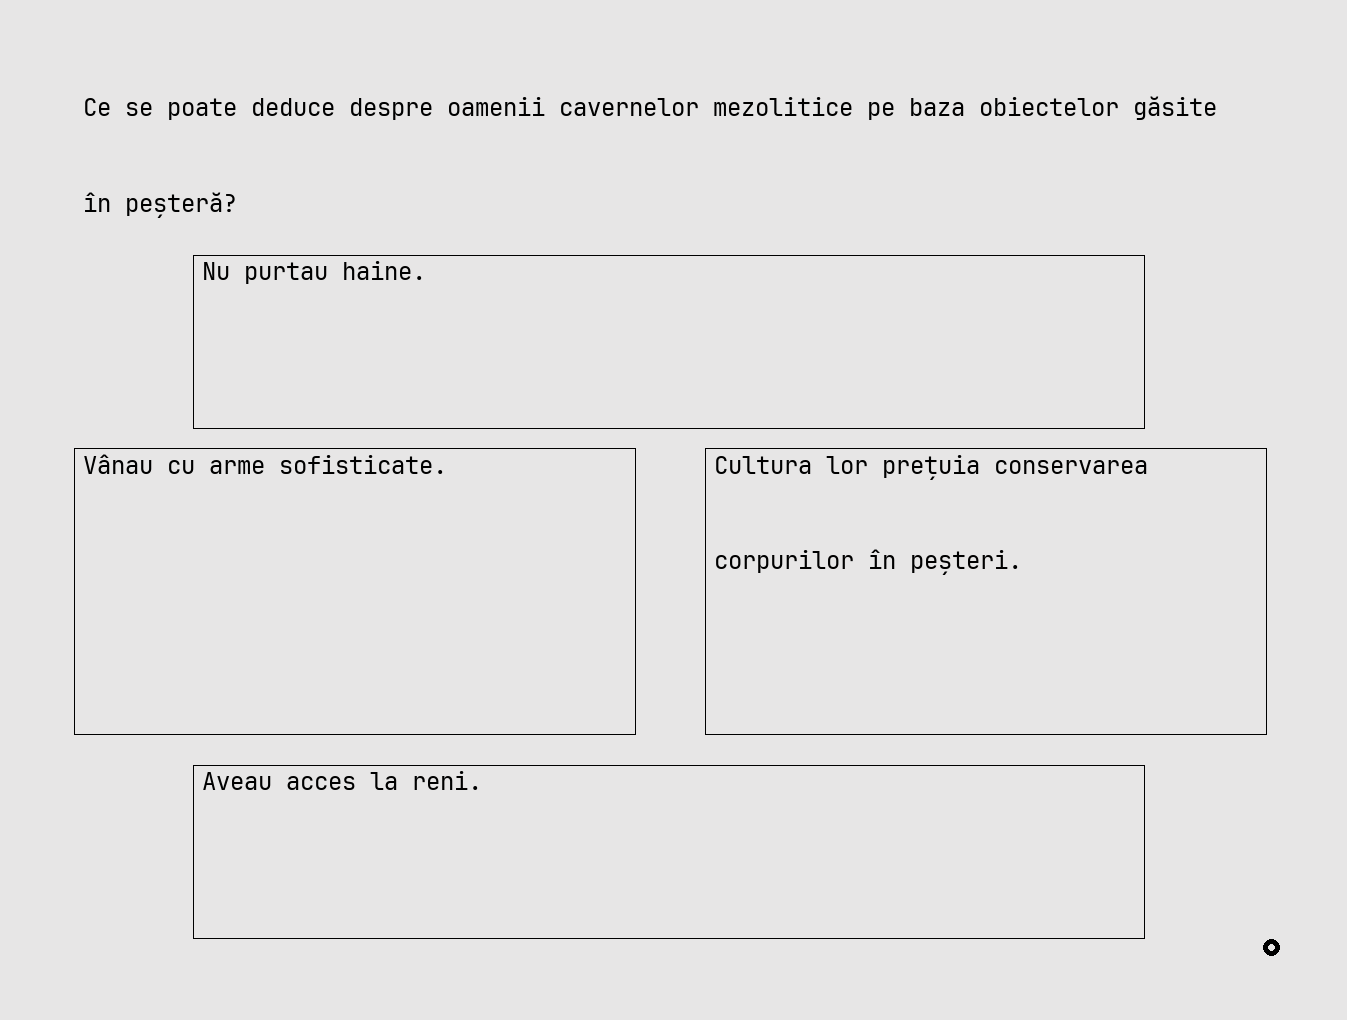 Ce se poate deduce despre oamenii cavernelor mezolitice pe baza obiectelor găsite
în peșteră?
Nu purtau haine.
Vânau cu arme sofisticate.
Cultura lor prețuia conservarea
corpurilor în peșteri.
Aveau acces la reni.